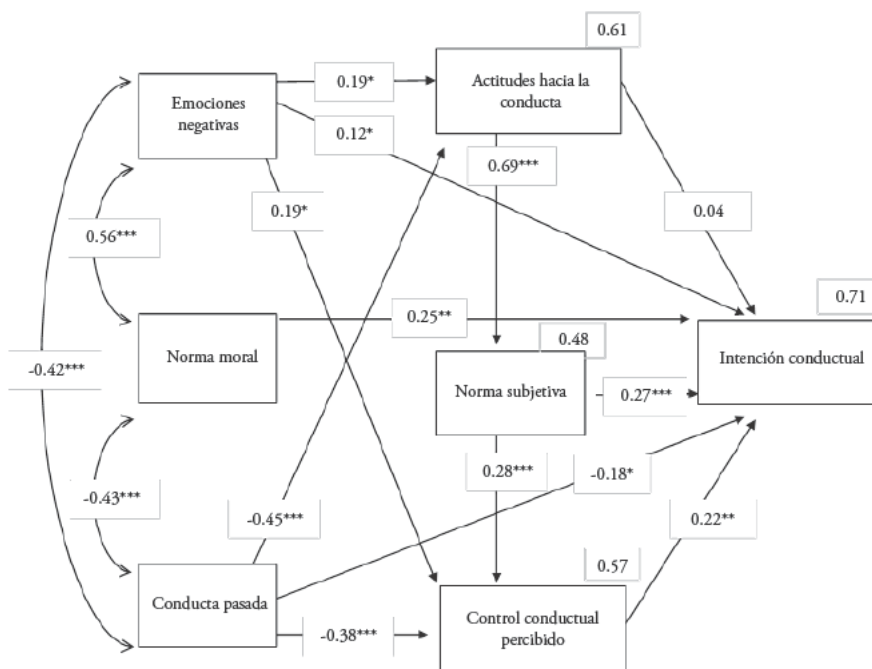 0.61
Emociones
negativas
0.19*
Actitudes hacia la
conducta
0.12*
0.69***
0.19*
0.04
0.56***
0.71
Norma moral
0.25**
0.48
Intención conductual
-0.42***
Norma subjetiva
0.27***
0.28***
-0.18*
-0.43***
-0.45***
0.22**
0.57
Conducta pasada
Control conductual
percibido
-0.38***